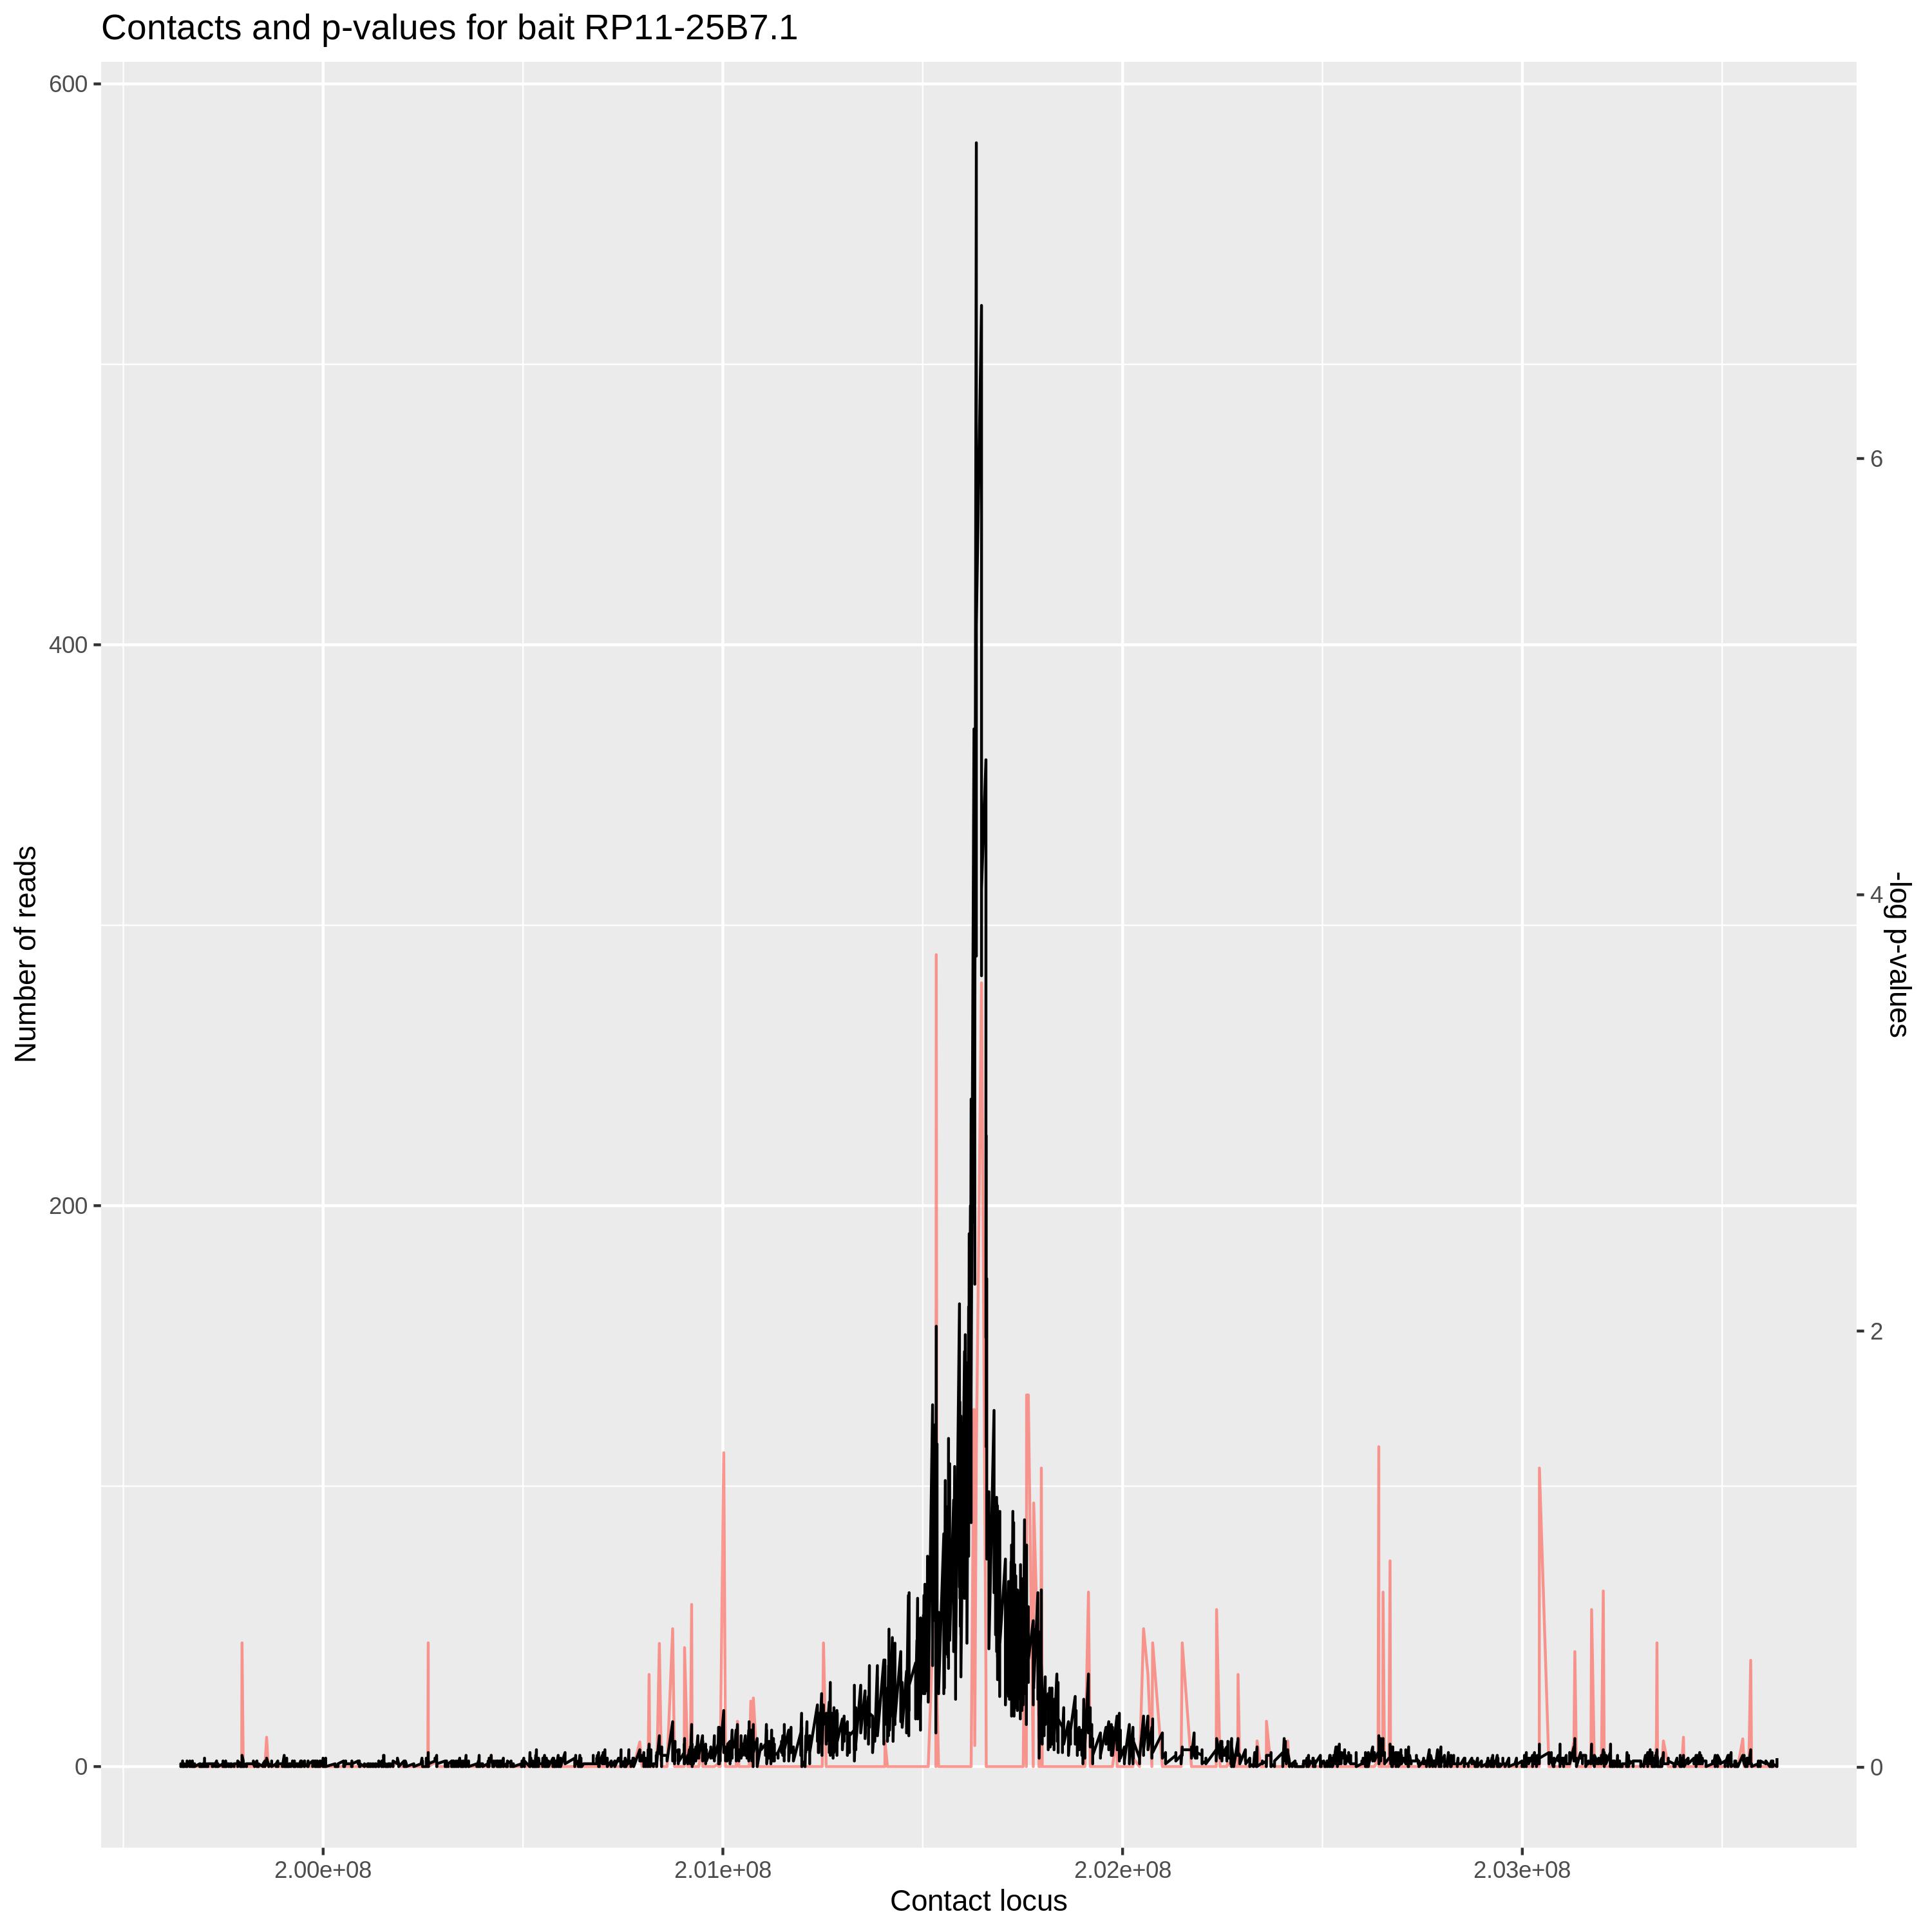 Contacts and p-values for bait RP11-25B7.1
600
400
200
0
Number of reads
6
4
2
0
-log p-values
2.00e+08
2.01e+08
2.02e+08
2.03e+08
Contact locus